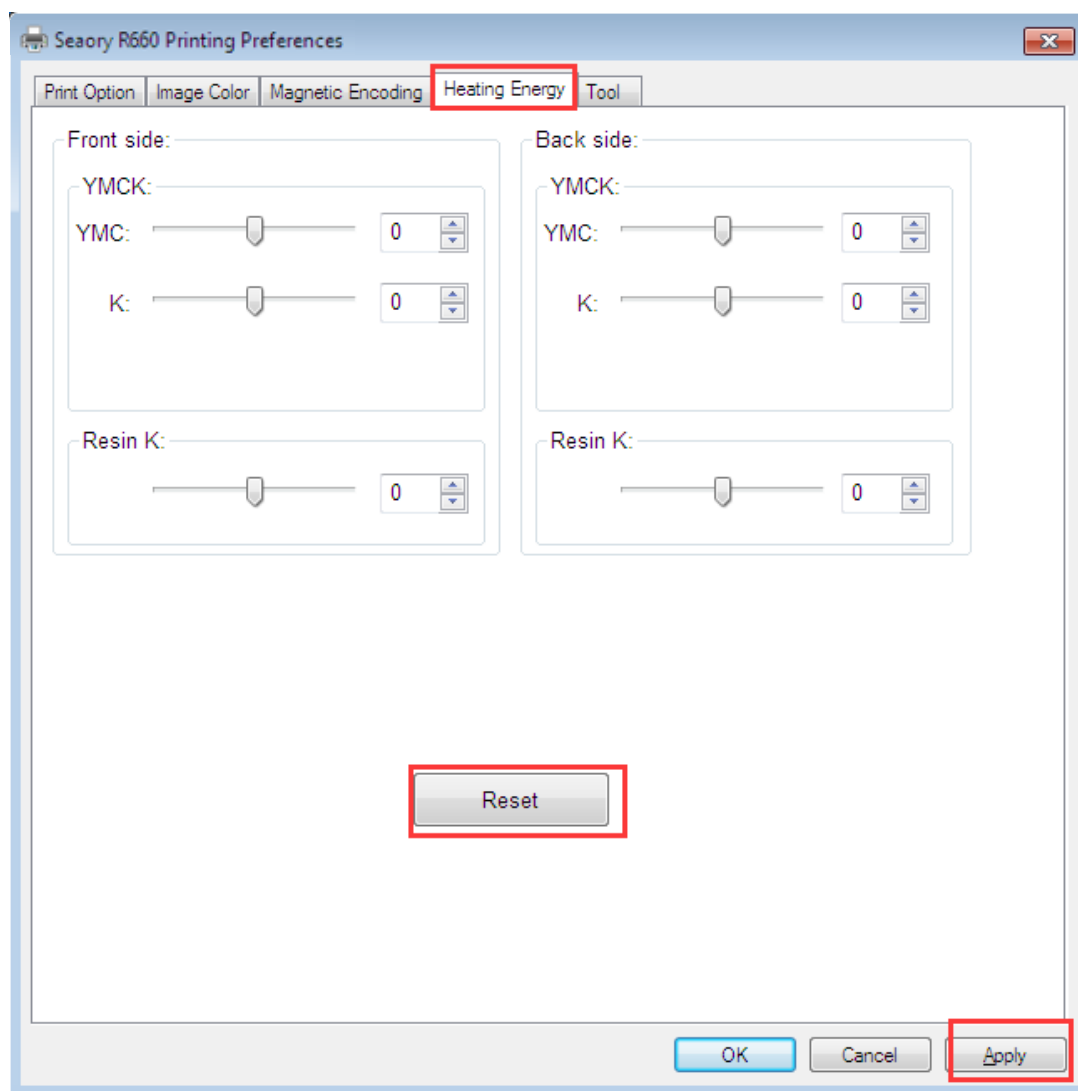 Seaory R660 Printing Preferences
Print Option Image Color Magnetic Encoding Heating Energy Tool
Front side: Back side:
YMCK: YMCK:
YMC: 0 YMC: 0
K: 0 K: 0
Resin K: Resin K:
0 0
Reset
OK Cancel Apply